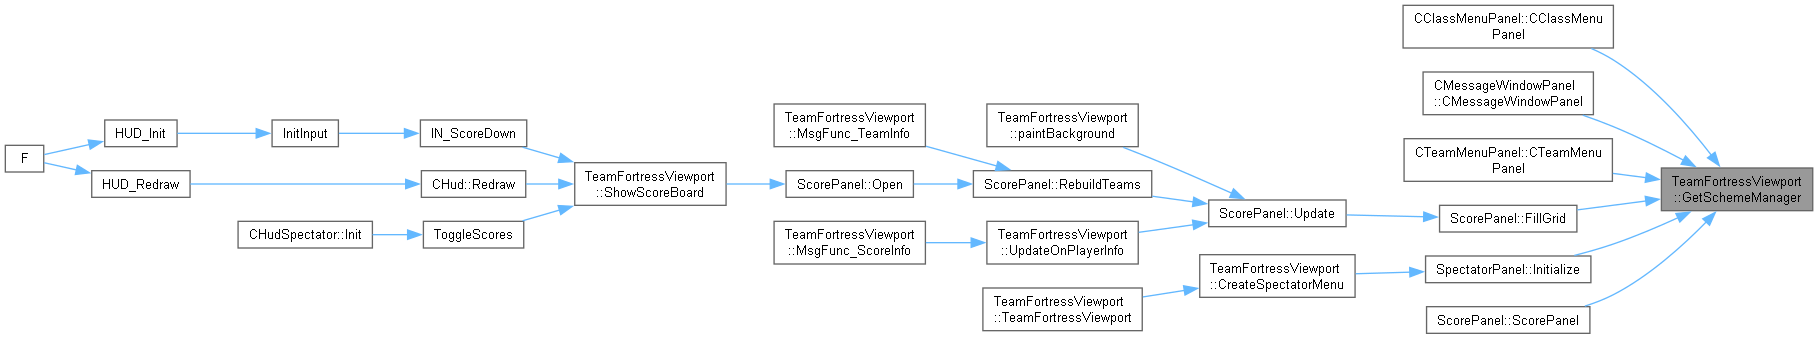 F
HUD_Init
HUD_Redraw
InitInput
CHudSpectator::Init
IN_ScoreDown
CHud::Redraw
ToggleScores
TeamFortressViewport
::ShowScoreBoard
TeamFortressViewport
::MsgFunc_TeamInfo
ScorePanel::Open
TeamFortressViewport
::MsgFunc_ScoreInfo
TeamFortressViewport
::paintBackground
ScorePanel::RebuildTeams
TeamFortressViewport
::UpdateOnPlayerInfo
TeamFortressViewport
::TeamFortressViewport
ScorePanel::Update
TeamFortressViewport
::CreateSpectatorMenu
CClassMenuPanel::CClassMenu
Panel
CMessageWindowPanel
::CMessageWindowPanel
CTeamMenuPanel::CTeamMenu
Panel
ScorePanel::FillGrid
SpectatorPanel::Initialize
ScorePanel::ScorePanel
TeamFortressViewport
::GetSchemeManager